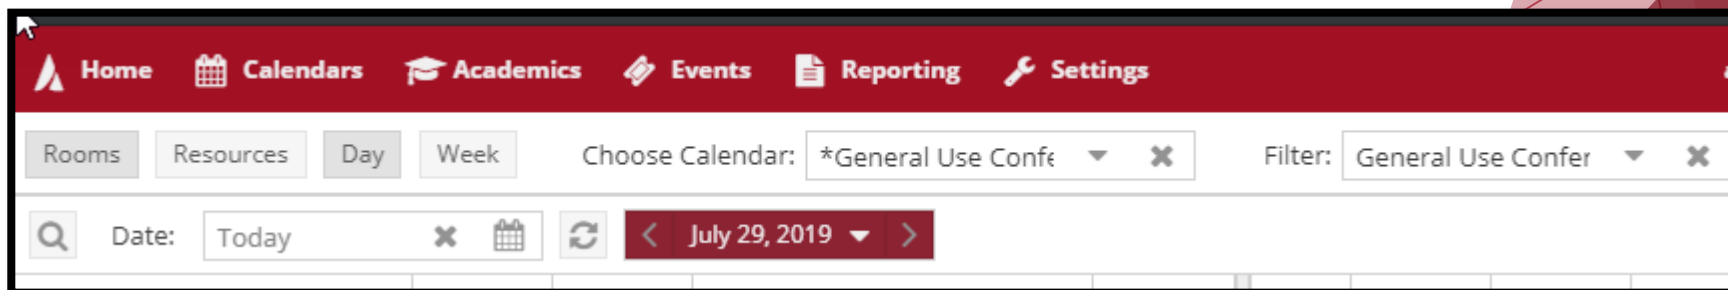 Home Calendars Academics Events Reporting Settings
Rooms Resources Day Week Choose Calendar: *General Use Confe Filter: General Use Confer
Date: Today July 29, 2019